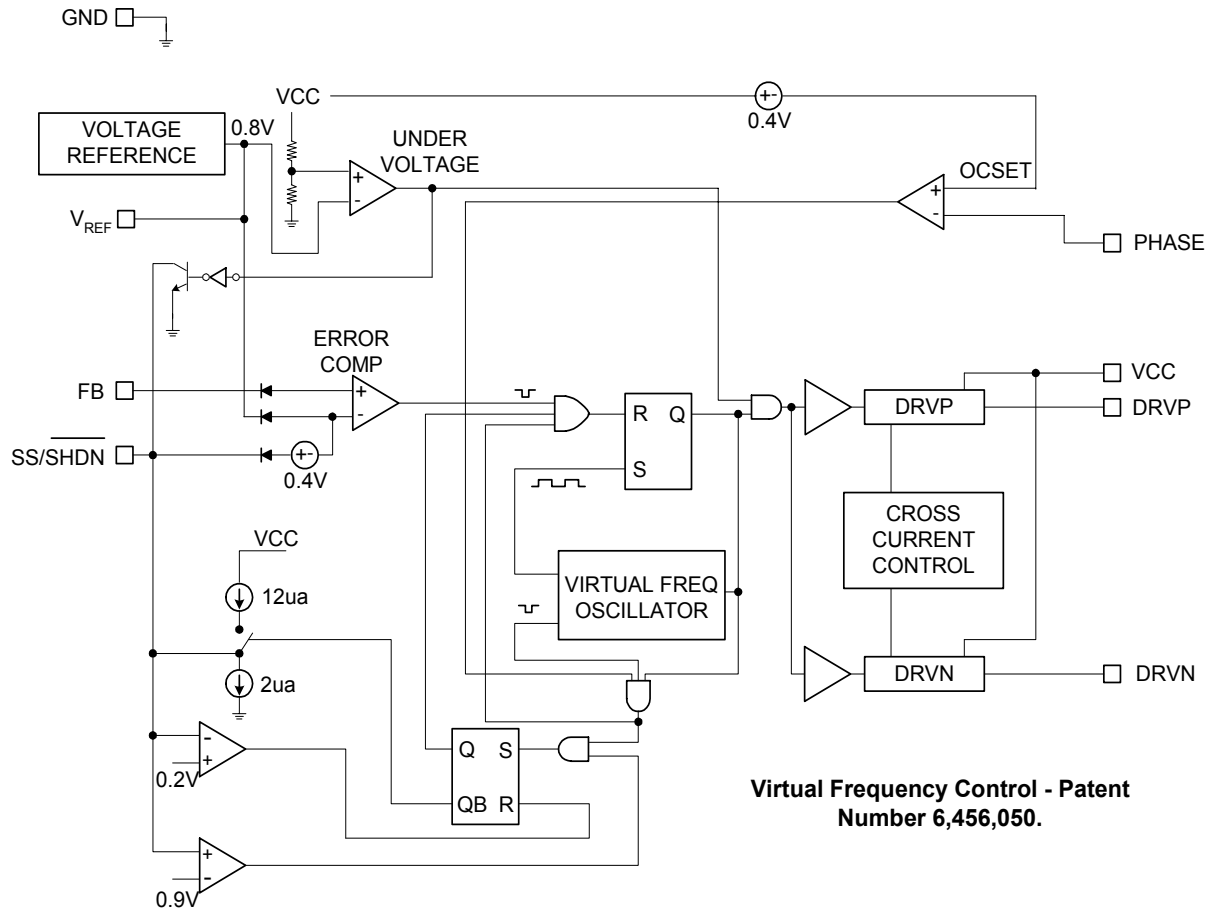 GND
VCC
+-
0.4V
VOLTAGE
REFERENCE
0.8V
UNDER
VOLTAGE
+
-
OCSET
+
-
VREF
PHASE
ERROR
COMP
FB
+
-
SS/SHDN
+-
0.4V
R Q
S
DRVP
VCC
DRVP
CROSS
CURRENT
CONTROL
VCC
12ua
2ua
VIRTUAL FREQ
OSCILLATOR
DRVN
DRVN
-
+
0.2V
Q S
QB R
+
-
0.9V
Virtual Frequency Control - Patent
Number 6,456,050.